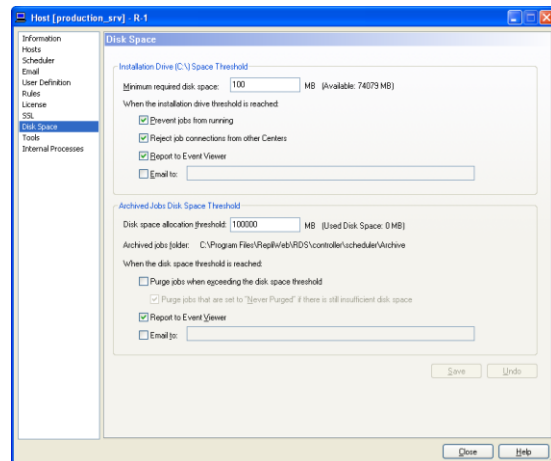 Host [production_srv] - R-1
Information
Hosts
Scheduler
Email
User Definition
Rules
License
SSL
Disk Space
Tools
Internal Processes
Disk Space
Installation Drive (C:\) Space Threshold
Minimum required disk space: 100 MB (Available: 74079 MB)
When the installation drive threshold is reached:
Prevent jobs from running
Reject job connections from other Centers
Report to Event Viewer
Email to:
Archived Jobs Disk Space Threshold
Disk space allocation threshold: 100000 MB (Used Disk Space: 0 MB)
Archived jobs folder: C:\Program Files\RepliWeb\RDS\controller\scheduler\Archive
When the disk space threshold is reached:
Purge jobs when exceeding the disk space threshold
Purge jobs that are set to "Never Purged" if there is still insufficient disk space
Report to Event Viewer
Email to:
Save Undo
Close Help